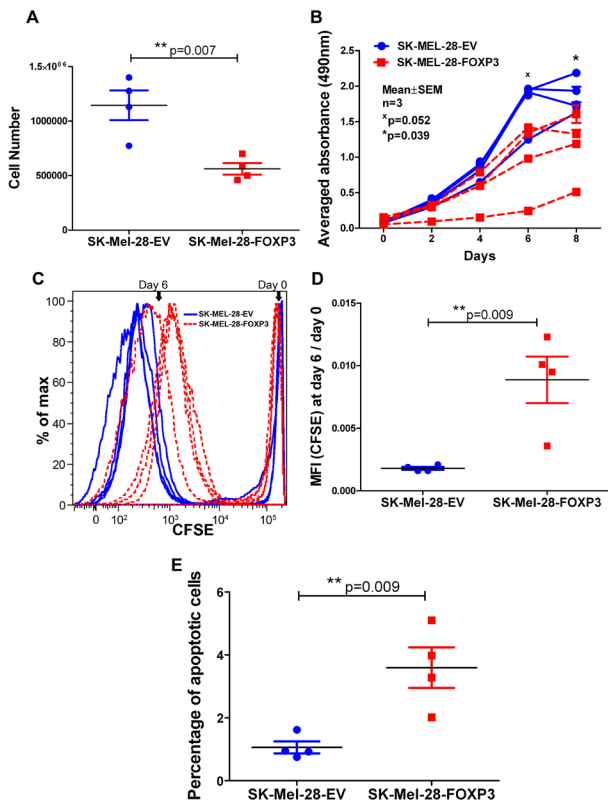 A
** p=0.007
1.5×10⁰⁶
1000000
500000
0
Cell Number
SK-Mel-28-EV SK-Mel-28-FOXP3
B
SK-MEL-28-EV
SK-MEL-28-FOXP3
Mean±SEM
n=3
ˣp=0.052
*p=0.039
x
*
2.5
2.0
1.5
1.0
0.5
0.0
Averaged absorbance (490nm)
0 2 4 6 8
Days
C
Day 6 Day 0
SK-MEL-28-EV
SK-MEL-28-FOXP3
100
80
60
40
20
0
% of max
0 10² 10³ 10⁴ 10⁵
CFSE
D
** p=0.009
0.015
0.010
0.005
0.000
MFI (CFSE) at day 6 / day 0
SK-Mel-28-EV SK-Mel-28-FOXP3
E
** p=0.009
6
4
2
0
Percentage of apoptotic cells
SK-Mel-28-EV SK-Mel-28-FOXP3